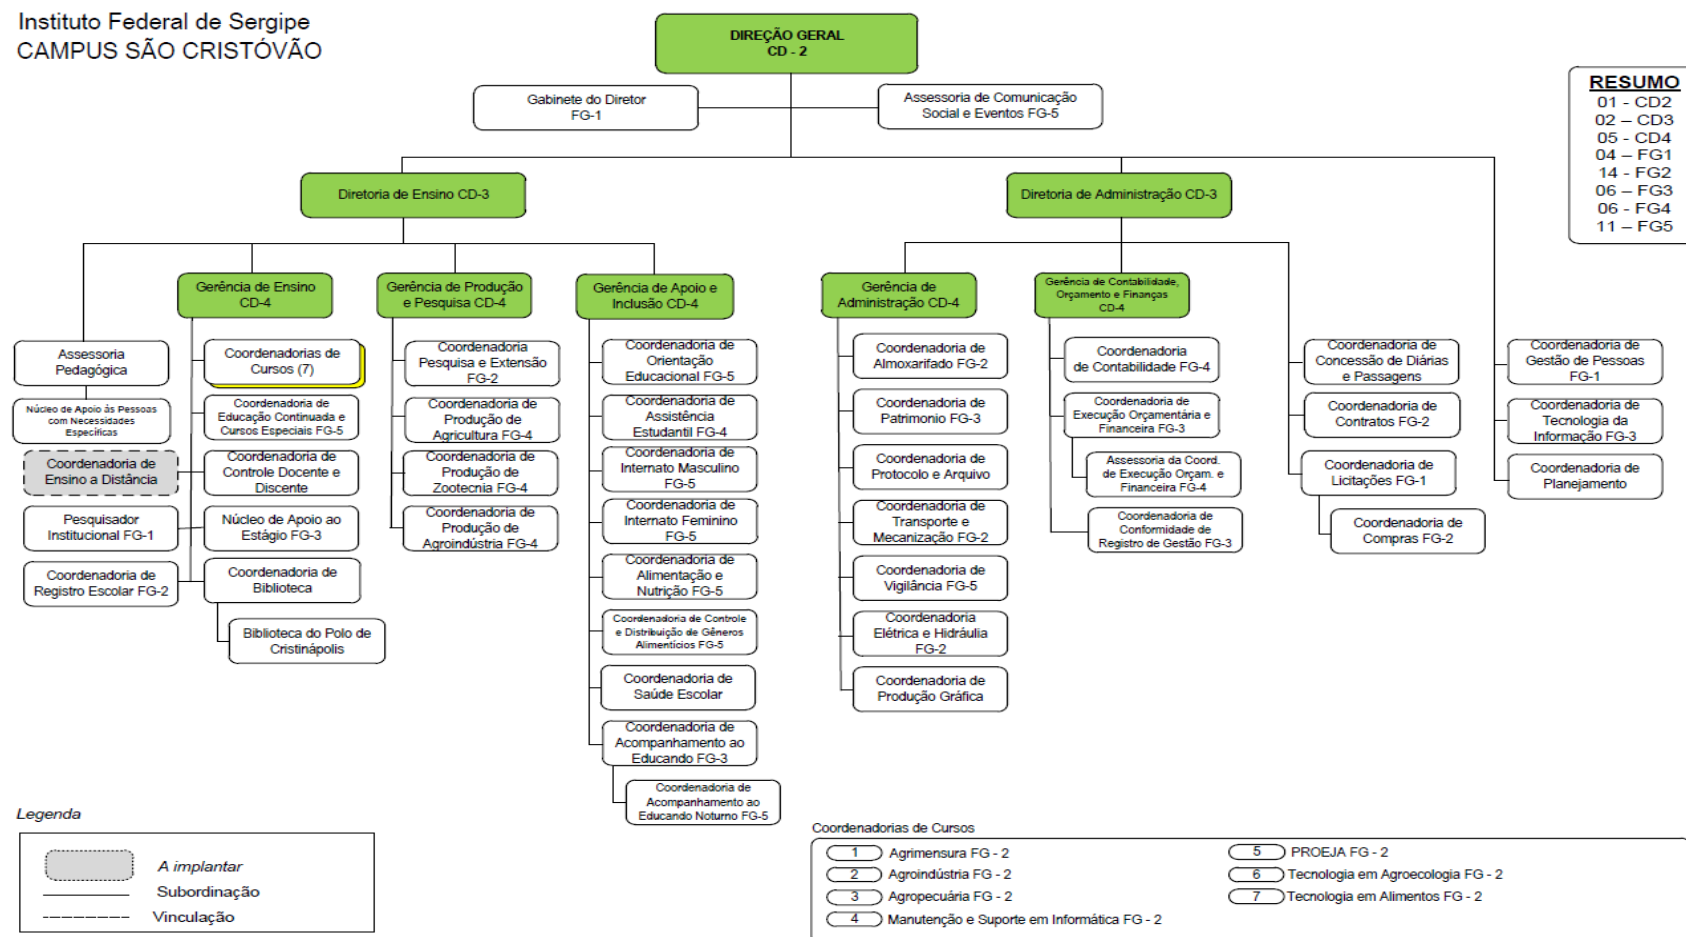 Instituto Federal de Sergipe
CAMPUS SÃO CRISTÓVÃO
DIREÇÃO GERAL
CD - 2
Gabinete do Diretor
FG-1
Assessoria de Comunicação
Social e Eventos FG-5
RESUMO
01 - CD2
02 – CD3
05 - CD4
04 – FG1
14 - FG2
06 – FG3
06 - FG4
11 – FG5
Diretoria de Ensino CD-3
Diretoria de Administração CD-3
Gerência de Ensino
CD-4
Gerência de Produção
e Pesquisa CD-4
Gerência de Apoio e
Inclusão CD-4
Gerência de
Administração CD-4
Gerência de Contabilidade,
Orçamento e Finanças
CD-4
Assessoria
Pedagógica
Núcleo de Apoio às Pessoas
com Necessidades
Específicas
Coordenadoria de
Ensino a Distância
Pesquisador
Institucional FG-1
Coordenadoria de
Registro Escolar FG-2
Coordenadorias de
Cursos (7)
Coordenadoria de
Educação Continuada e
Cursos Especiais FG-5
Coordenadoria de
Controle Docente e
Discente
Núcleo de Apoio ao
Estágio FG-3
Coordenadoria de
Biblioteca
Biblioteca do Polo de
Cristinápolis
Coordenadoria
Pesquisa e Extensão
FG-2
Coordenadoria de
Produção de
Agricultura FG-4
Coordenadoria de
Produção de
Zootecnia FG-4
Coordenadoria de
Produção de
Agroindústria FG-4
Coordenadoria de
Orientação
Educacional FG-5
Coordenadoria de
Assistência
Estudantil FG-4
Coordenadoria de
Internato Masculino
FG-5
Coordenadoria de
Internato Feminino
FG-5
Coordenadoria de
Alimentação e
Nutrição FG-5
Coordenadoria de Controle
e Distribuição de Gêneros
Alimentícios FG-5
Coordenadoria de
Saúde Escolar
Coordenadoria de
Acompanhamento ao
Educando FG-3
Coordenadoria de
Acompanhamento ao
Educando Noturno FG-5
Coordenadoria de
Almoxarifado FG-2
Coordenadoria de
Patrimonio FG-3
Coordenadoria de
Protocolo e Arquivo
Coordenadoria de
Transporte e
Mecanização FG-2
Coordenadoria de
Vigilância FG-5
Coordenadoria
Elétrica e Hidráulia
FG-2
Coordenadoria de
Produção Gráfica
Coordenadoria
de Contabilidade FG-4
Coordenadoria de
Execução Orçamentária e
Financeira FG-3
Assessoria da Coord.
de Execução Orçam. e
Financeira FG-4
Coordenadoria de
Conformidade de
Registro de Gestão FG-3
Coordenadoria de
Concessão de Diárias
e Passagens
Coordenadoria de
Contratos FG-2
Coordenadoria de
Licitações FG-1
Coordenadoria de
Compras FG-2
Coordenadoria de
Gestão de Pessoas
FG-1
Coordenadoria de
Tecnologia da
Informação FG-3
Coordenadoria de
Planejamento
Legenda
A implantar
Subordinação
Vinculação
Coordenadorias de Cursos
1 Agrimensura FG - 2
2 Agroindústria FG - 2
3 Agropecuária FG - 2
4 Manutenção e Suporte em Informática FG - 2
5 PROEJA FG - 2
6 Tecnologia em Agroecologia FG - 2
7 Tecnologia em Alimentos FG - 2